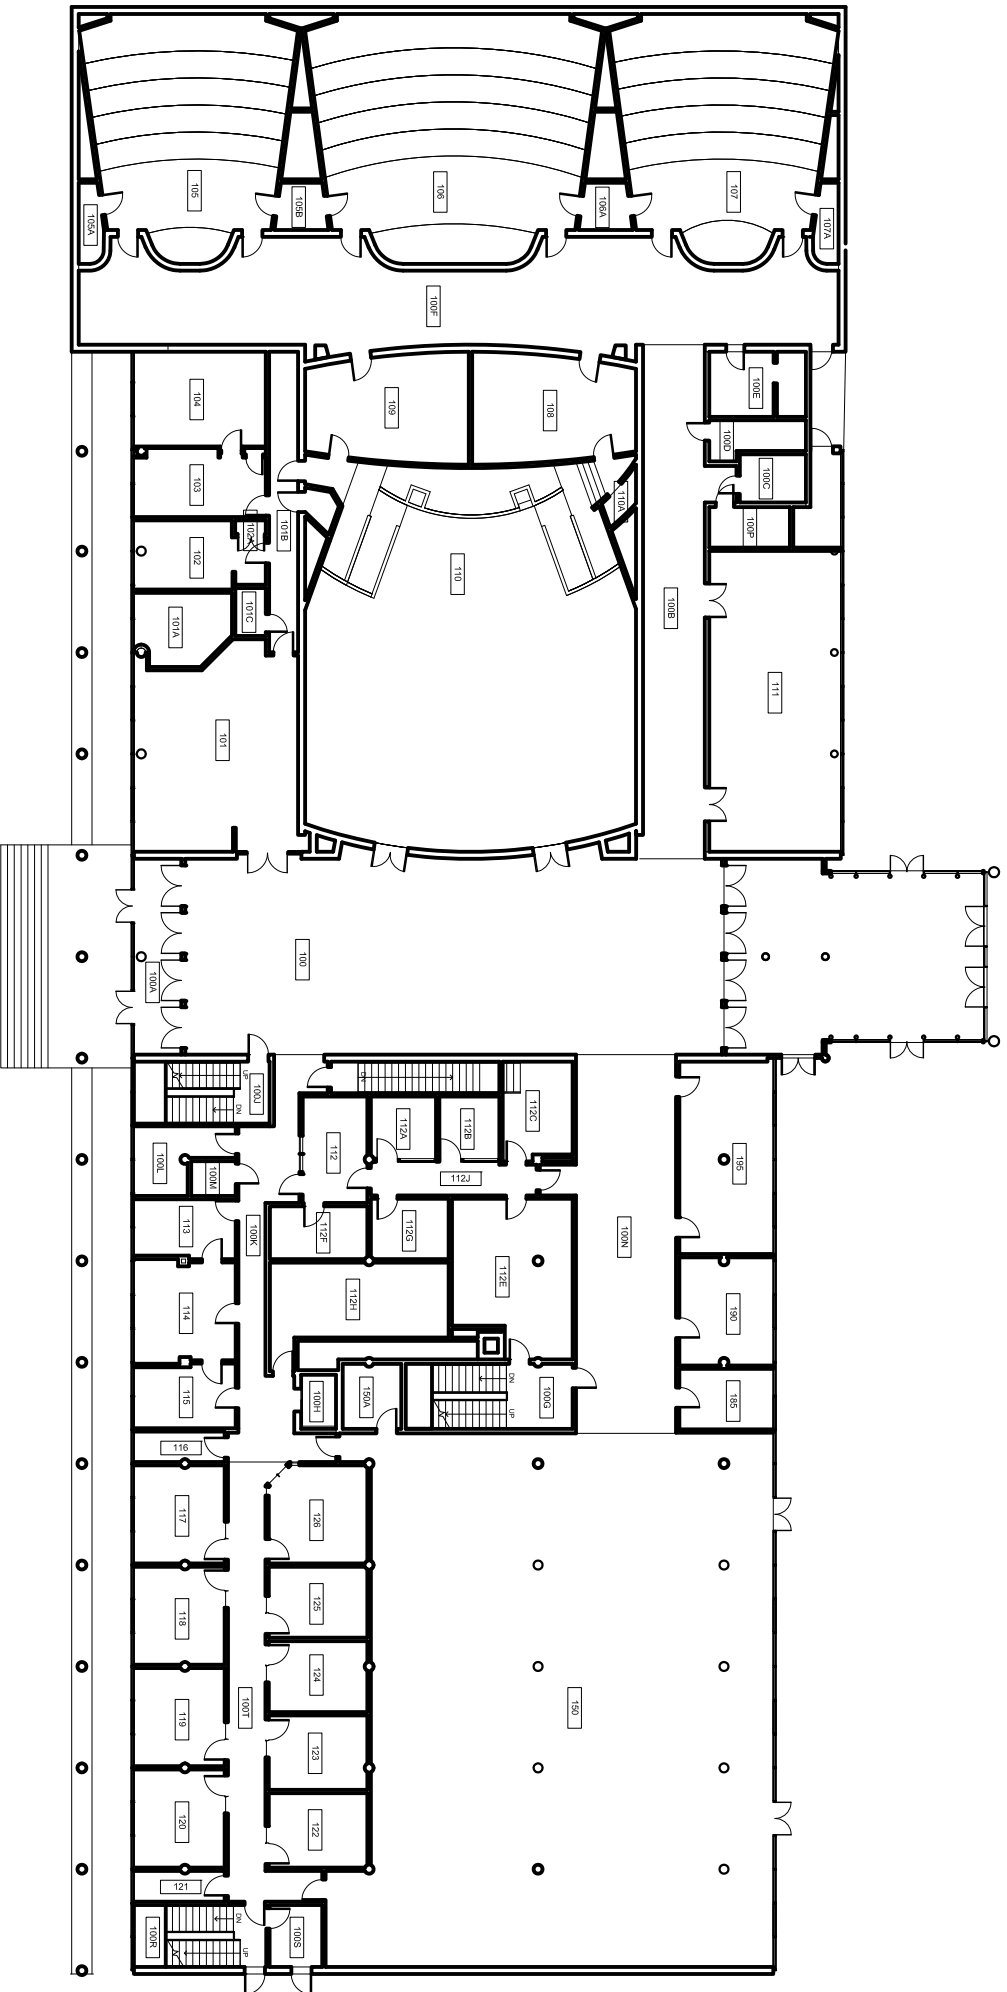 105
106
107
105A
105B
106A
107A
100F
104
109
108
100E
100D
103
100C
110A
102A
101B
100P
102
110
101C
101A
100B
111
101
100
100A
UP
100J
DN
DN
112C
112A
112B
112
195
100L
100M
112J
113
100K
112F
112G
100N
112E
114
112H
190
115
100H
150A
DN
100G
UP
185
116
117
126
118
125
124
119
100T
150
123
120
122
121
DN
100R
UP
100S